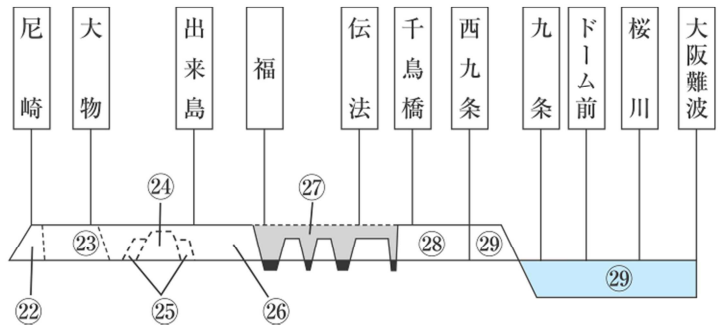 尼崎
大物
出来島
福
伝法
千鳥橋
西九条
九条
ドーム前
桜川
大阪難波
㉔
㉗
㉓
㉘
㉙
㉙
㉒
㉕
㉖